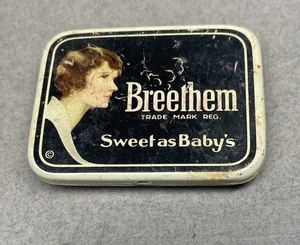 Breethem
TRADE MARK REG.
Sweet as Baby's
©